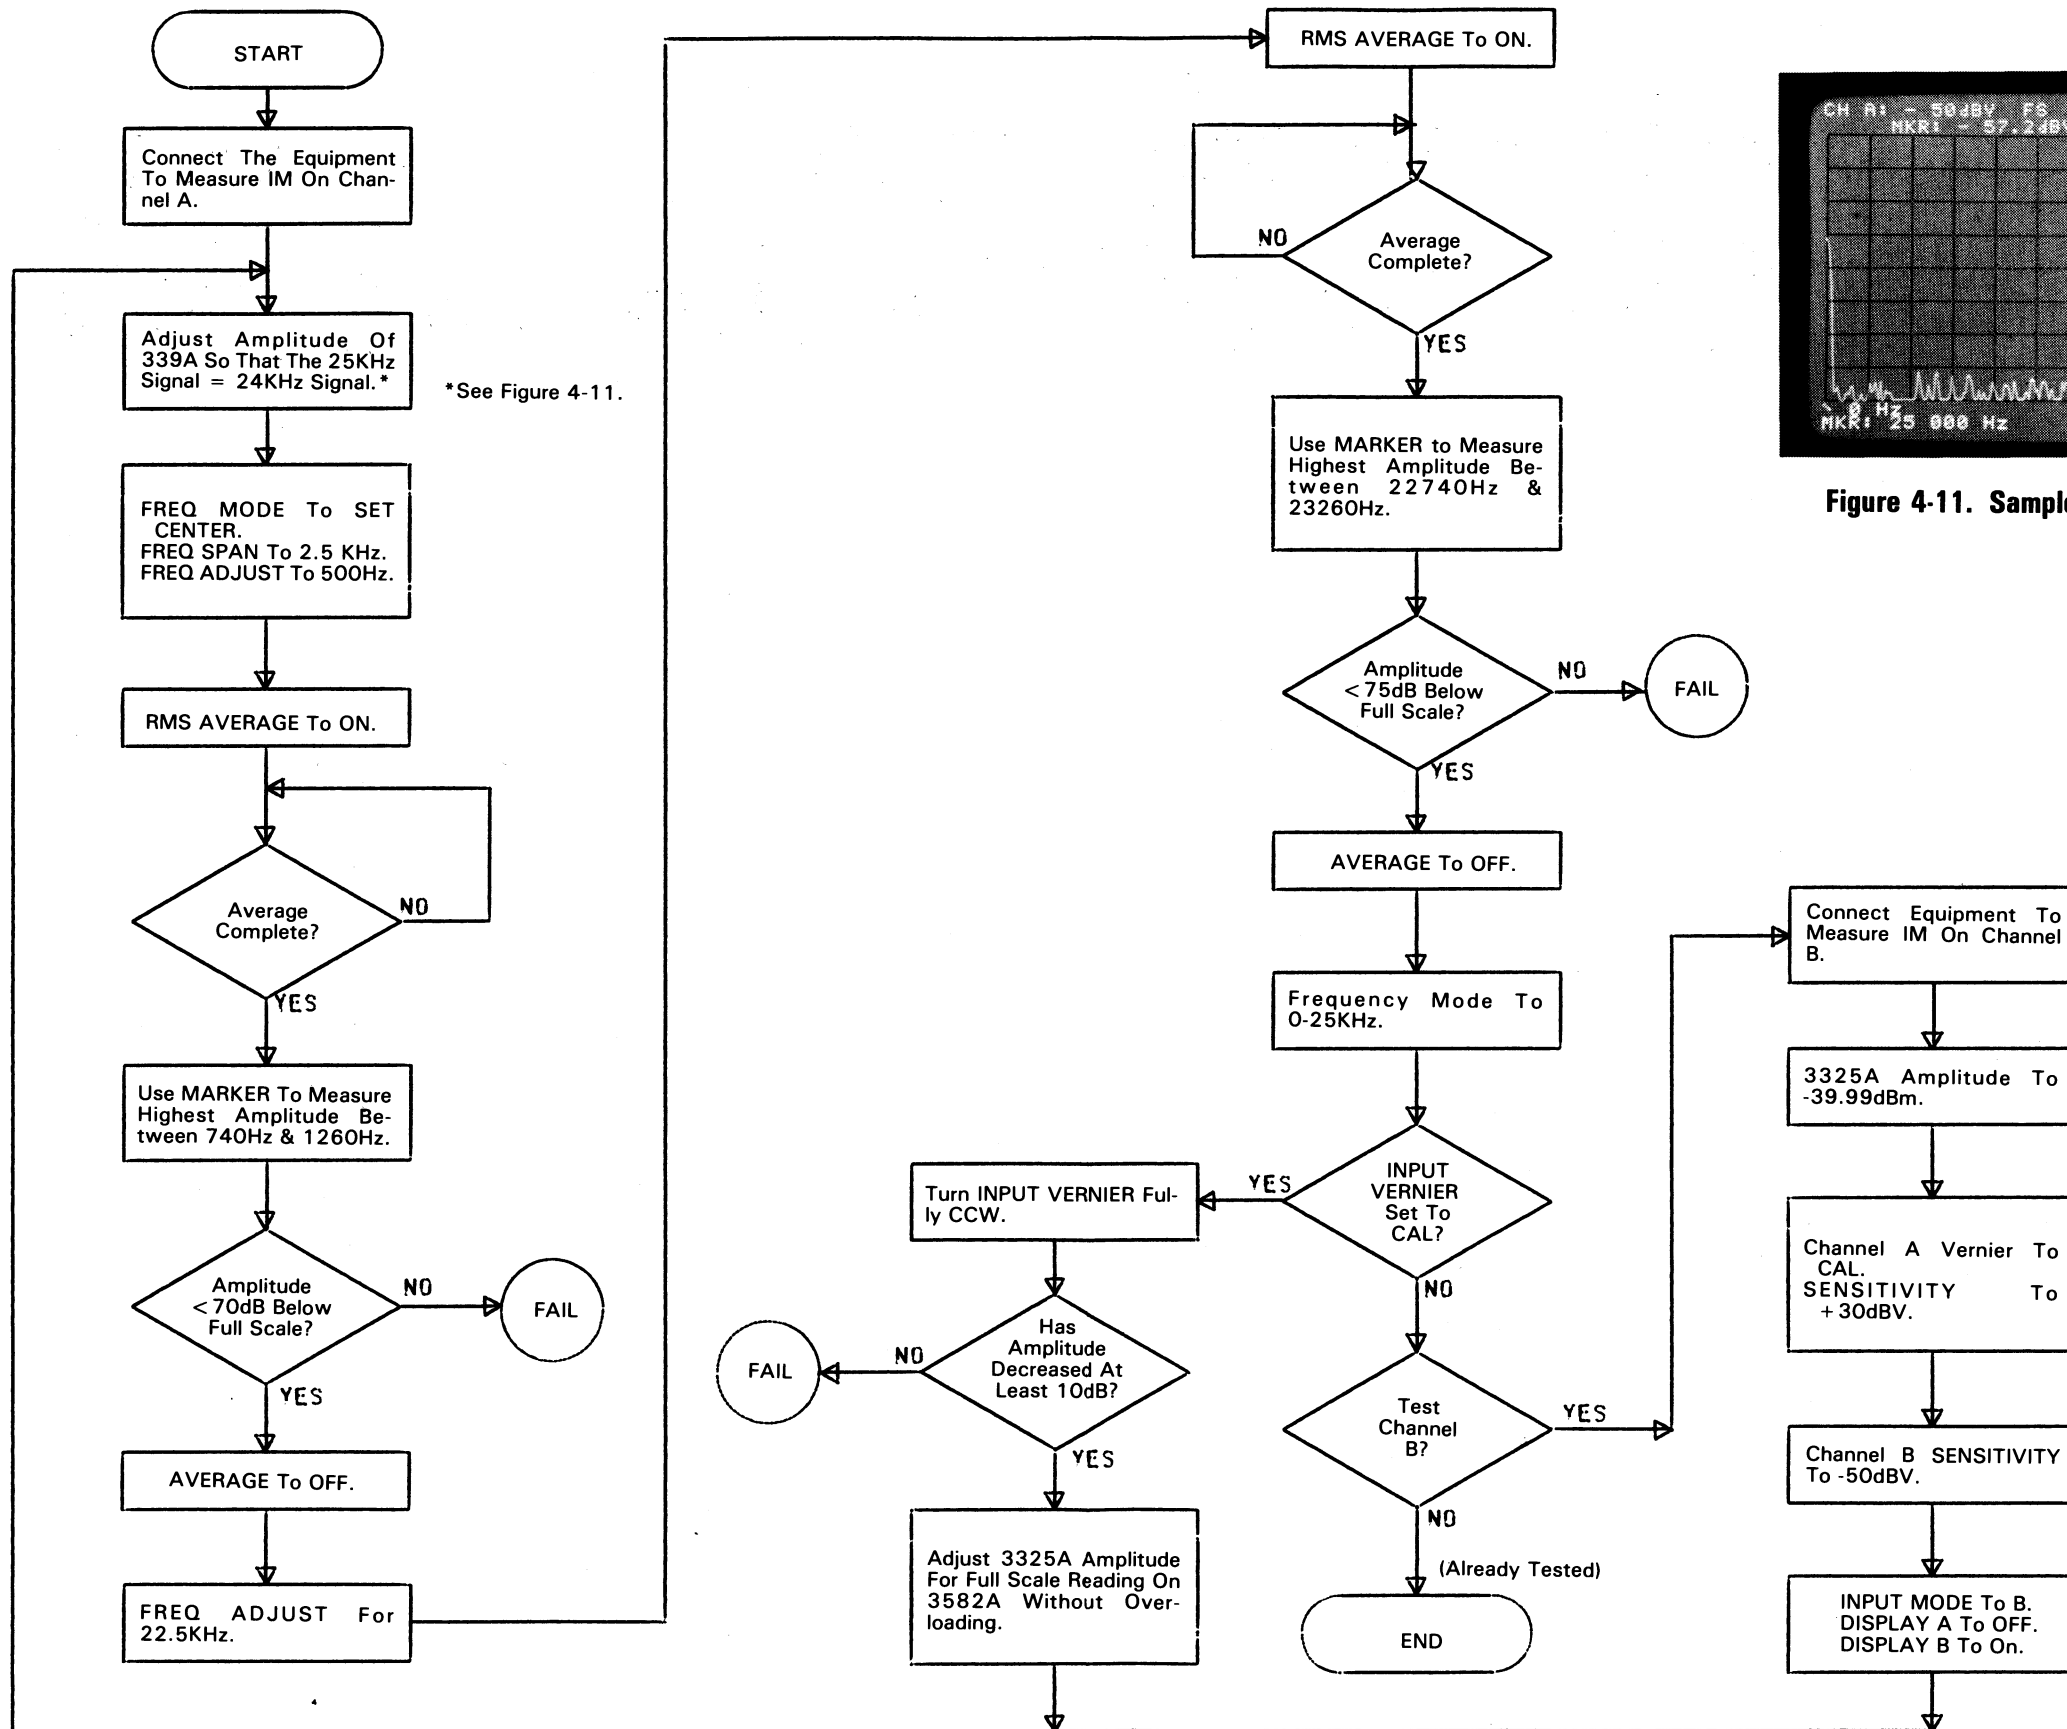 START
Connect The Equipment
To Measure IM On Chan-
nel A.
Adjust Amplitude Of
339A So That The 25KHz
Signal = 24KHz Signal.*
*See Figure 4-11.
FREQ MODE To SET
CENTER.
FREQ SPAN To 2.5 KHz.
FREQ ADJUST To 500Hz.
RMS AVERAGE To ON.
Average
Complete?
NO
YES
Use MARKER To Measure
Highest Amplitude Be-
tween 740Hz & 1260Hz.
Amplitude
<70dB Below
Full Scale?
NO
FAIL
YES
AVERAGE To OFF.
FREQ ADJUST For
22.5KHz.
RMS AVERAGE To ON.
NO
Average
Complete?
YES
Use MARKER to Measure
Highest Amplitude Be-
tween 22740Hz &
23260Hz.
Amplitude
<75dB Below
Full Scale?
NO
FAIL
YES
AVERAGE To OFF.
Frequency Mode To
0-25KHz.
INPUT
VERNIER
Set To
CAL?
YES
NO
Turn INPUT VERNIER Ful-
ly CCW.
Has
Amplitude
Decreased At
Least 10dB?
NO
FAIL
YES
Adjust 3325A Amplitude
For Full Scale Reading On
3582A Without Over-
loading.
Test
Channel
B?
YES
NO
(Already Tested)
END
CH A: - 50dBV FS
MKR: - 57.2dB
0 Hz
MKR: 25 000 Hz
Figure 4-11. Sample
Connect Equipment To
Measure IM On Channel
B.
3325A Amplitude To
-39.99dBm.
Channel A Vernier To
CAL.
SENSITIVITY To
+30dBV.
Channel B SENSITIVITY
To -50dBV.
INPUT MODE To B.
DISPLAY A To OFF.
DISPLAY B To On.